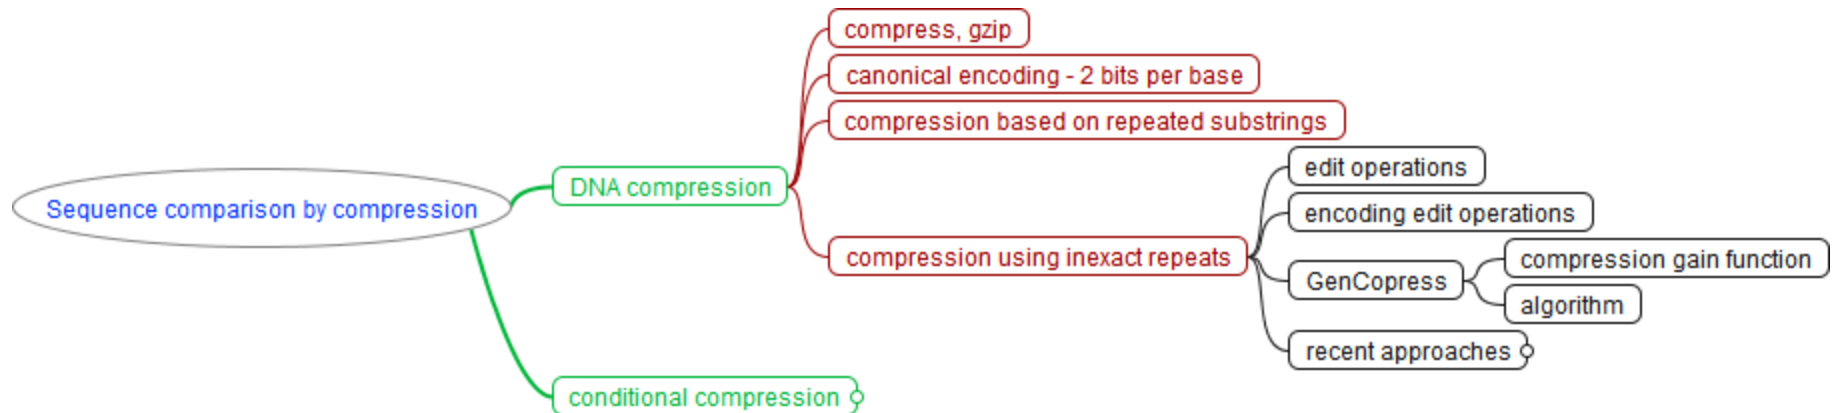 Sequence comparison by compression
DNA compression
compress, gzip
canonical encoding - 2 bits per base
compression based on repeated substrings
compression using inexact repeats
edit operations
encoding edit operations
GenCopress
compression gain function
algorithm
recent approaches
conditional compression